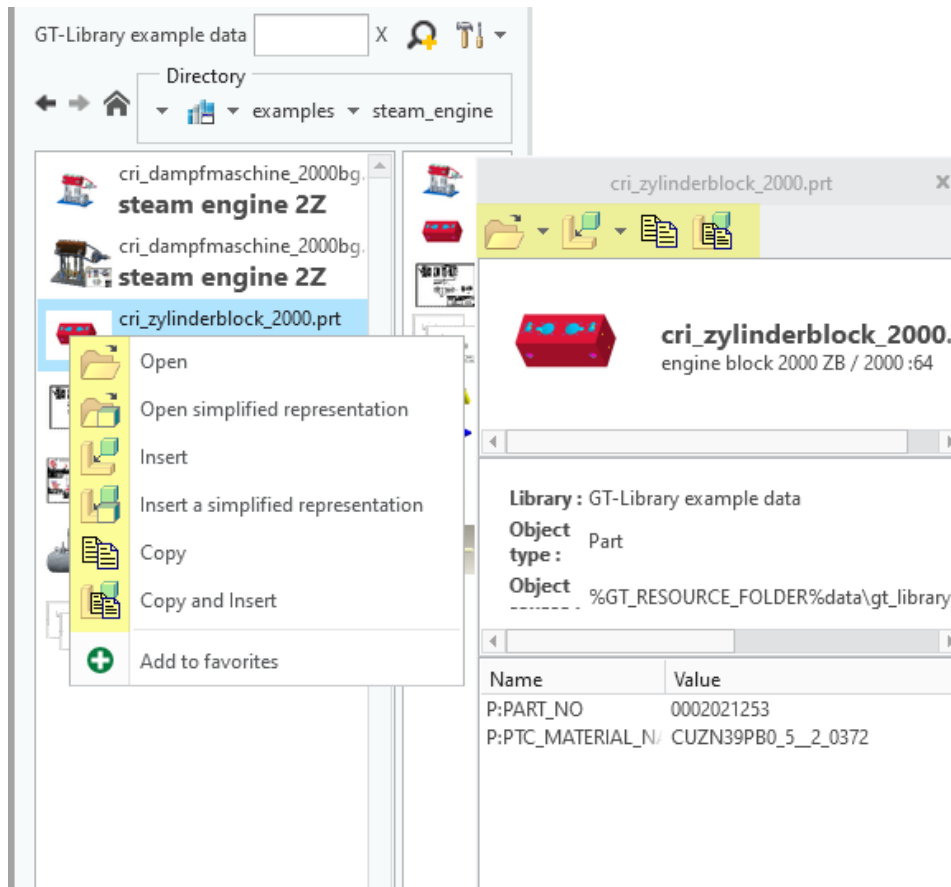 GT-Library example data X
Directory
examples steam_engine
cri_dampfmaschine_2000bg.
steam engine 2Z
cri_dampfmaschine_2000bg.
steam engine 2Z
cri_zylinderblock_2000.prt
Open
Open simplified representation
Insert
Insert a simplified representation
Copy
Copy and Insert
Add to favorites
cri_zylinderblock_2000.prt
cri_zylinderblock_2000.
engine block 2000 ZB / 2000 :64
Library : GT-Library example data
Object
type : Part
Object
%GT_RESOURCE_FOLDER%data\gt_library
Name Value
P:PART_NO 0002021253
P:PTC_MATERIAL_NA CUZN39PB0_5__2_0372